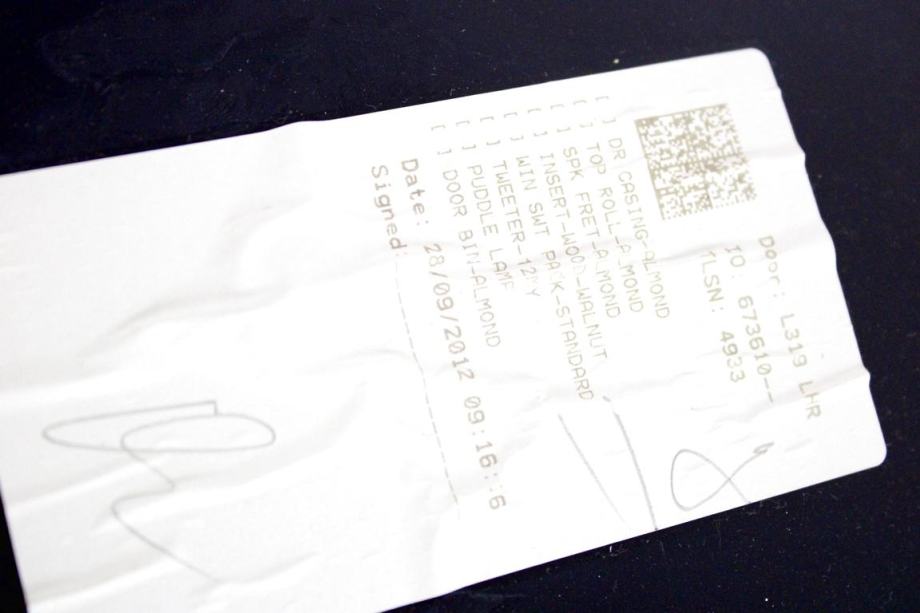 Door: L319 LHR
IO: 673610--
TLSN: 4933
[ ] DR CASING-ALMOND
[ ] TOP ROLL-ALMOND
[ ] SPK FRET-ALMOND
[ ] INSERT-WOOD-WALNUT
[ ] WIN SWT PACK-STANDARD
[ ] TWEETER-12
[ ] PUDDLE LAMP
[ ] DOOR BIN-ALMOND
Date: 28/09/2012 09:16:
Signed: